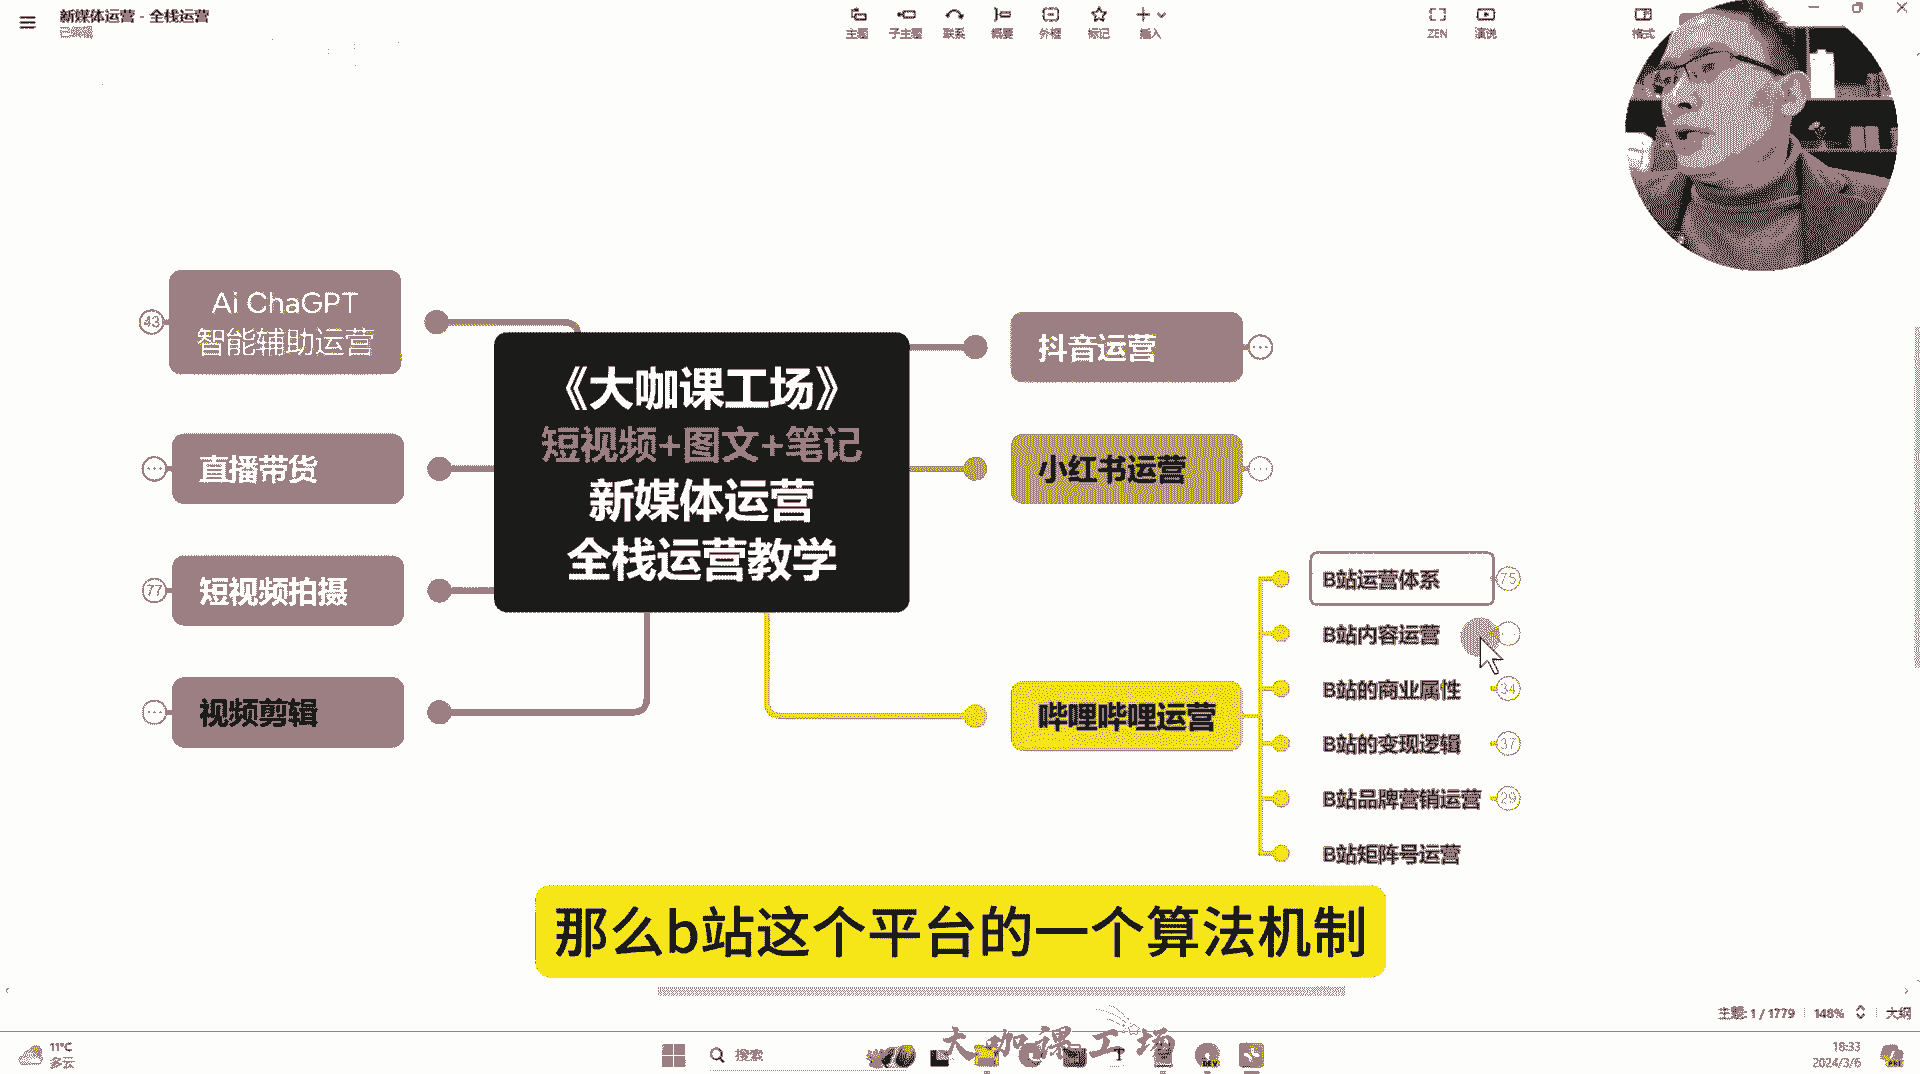 新媒体运营 - 全栈运营
已编辑
主题
子主题
联系
概要
外框
标记
插入
ZEN
演说
格式
43
Ai ChaGPT
智能辅助运营
直播带货
77
短视频拍摄
视频剪辑
《大咖课工场》
短视频+图文+笔记
新媒体运营
全栈运营教学
抖音运营
小红书运营
哔哩哔哩运营
B站运营体系
75
B站内容运营
B站的商业属性
34
B站的变现逻辑
37
B站品牌营销运营
29
B站矩阵号运营
那么b站这个平台的一个算法机制
主题: 1 / 1779
148%
大纲
大咖课工场
11°C
多云
搜索
18:33
2024/3/6